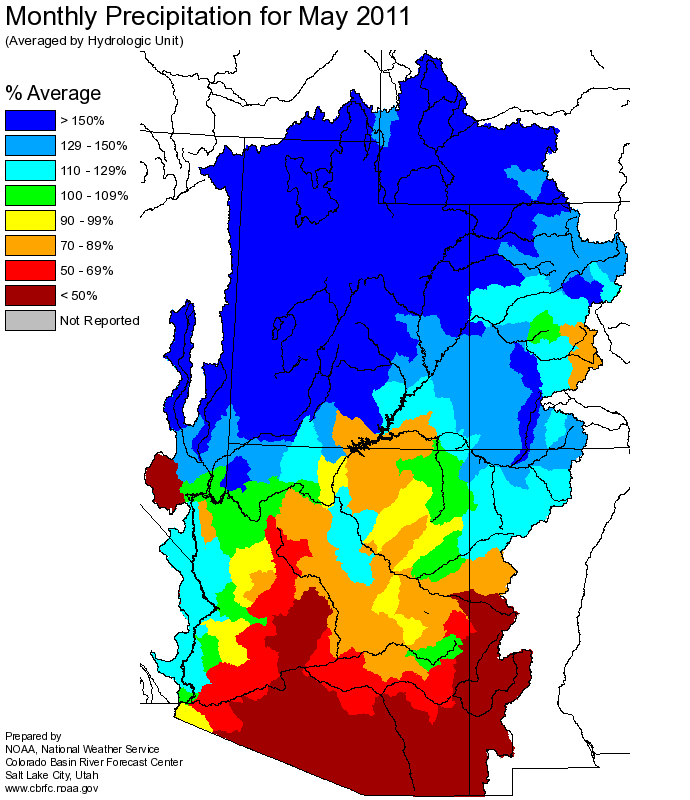 Monthly Precipitation for May 2011
(Averaged by Hydrologic Unit)
% Average
> 150%
129 - 150%
110 - 129%
100 - 109%
90 - 99%
70 - 89%
50 - 69%
< 50%
Not Reported
Prepared by
NOAA, National Weather Service
Colorado Basin River Forecast Center
Salt Lake City, Utah
www.cbrfc.noaa.gov